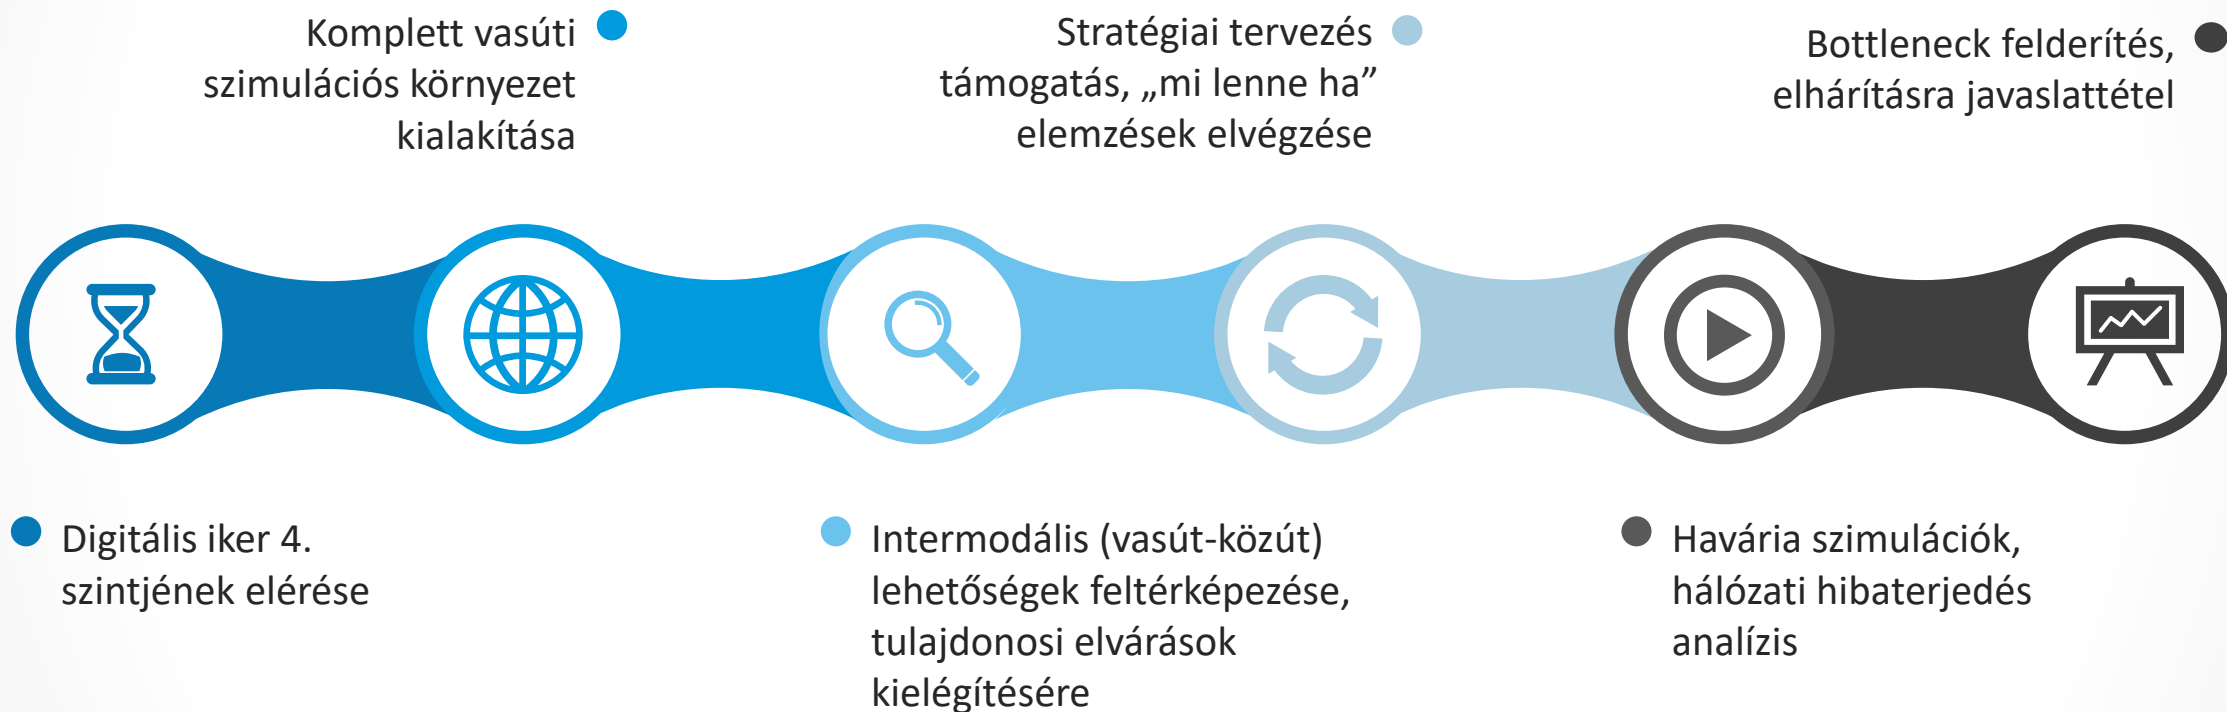 Komplett vasúti
szimulációs környezet
kialakítása
Stratégiai tervezés
támogatás, „mi lenne ha”
elemzések elvégzése
Bottleneck felderítés,
elhárításra javaslattétel
Digitális iker 4.
szintjének elérése
Intermodális (vasút-közút)
lehetőségek feltérképezése,
tulajdonosi elvárások
kielégítésére
Havária szimulációk,
hálózati hibaterjedés
analízis